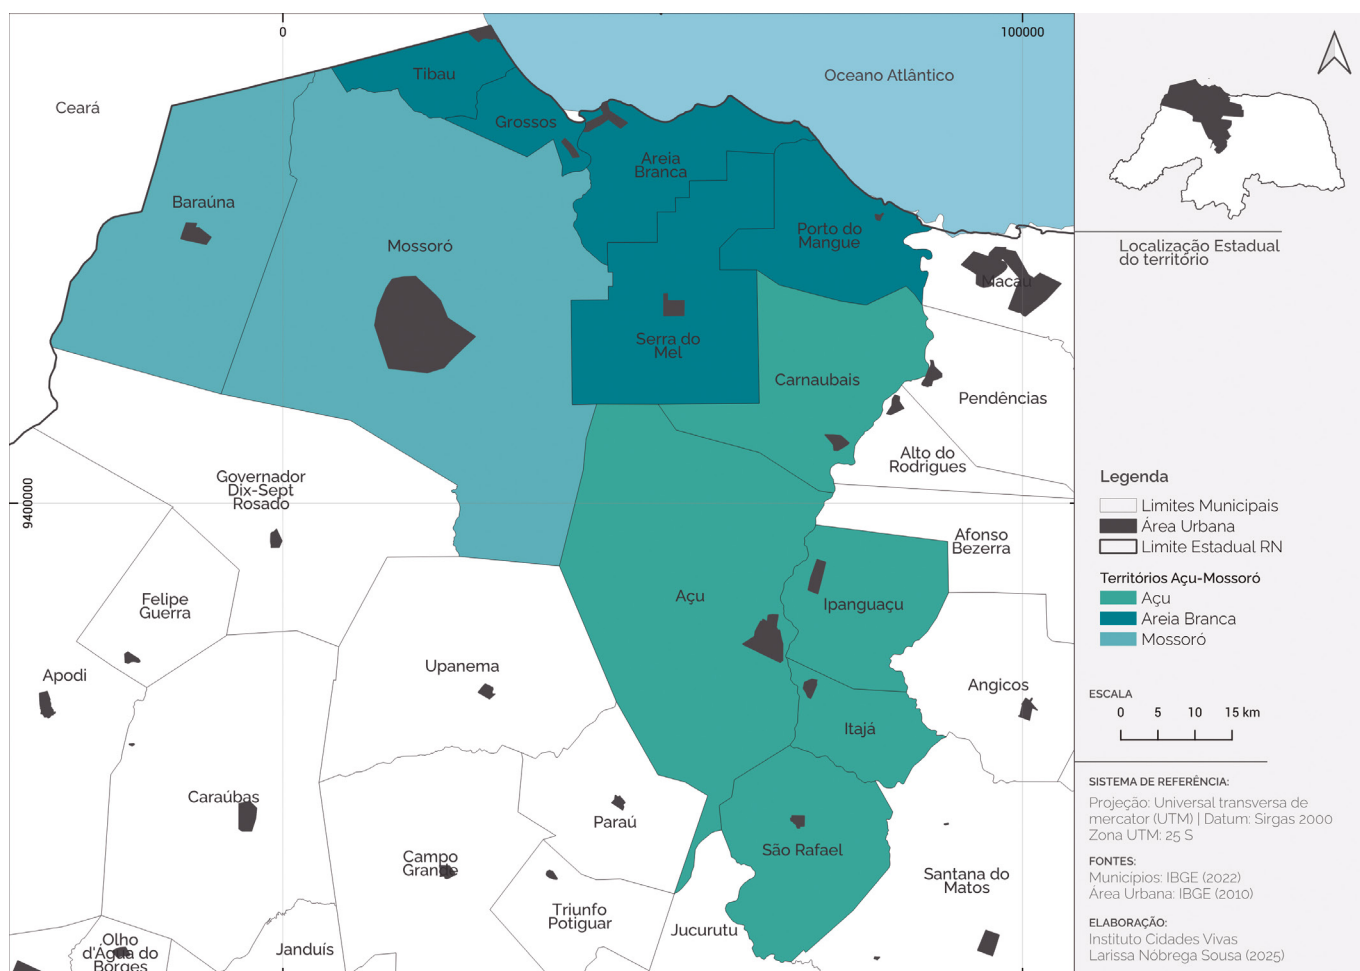 0
100000
Oceano Atlântico
Tibau
Ceará
Grossos
Areia
Branca
Baraúna
Porto do
Mangue
Mossoró
Macau
Serra do
Mel
Carnaubais
Pendências
Alto do
Rodrigues
Governador
Dix-Sept
Rosado
9400000
Afonso
Bezerra
Felipe
Guerra
Açu
Ipanguaçu
Apodi
Upanema
Angicos
Itajá
Caraúbas
Paraú
São Rafael
Campo
Grande
Santana do
Matos
Triunfo
Potiguar
Jucurutu
Olho
d'Água do
Borges
Janduís
Localização Estadual
do território
Legenda
Limites Municipais
Área Urbana
Limite Estadual RN
Territórios Açu-Mossoró
Açu
Areia Branca
Mossoró
ESCALA
0 5 10 15 km
SISTEMA DE REFERÊNCIA:
Projeção: Universal transversa de
mercator (UTM) | Datum: Sirgas 2000
Zona UTM: 25 S
FONTES:
Municípios: IBGE (2022)
Área Urbana: IBGE (2010)
ELABORAÇÃO:
Instituto Cidades Vivas
Larissa Nóbrega Sousa (2025)